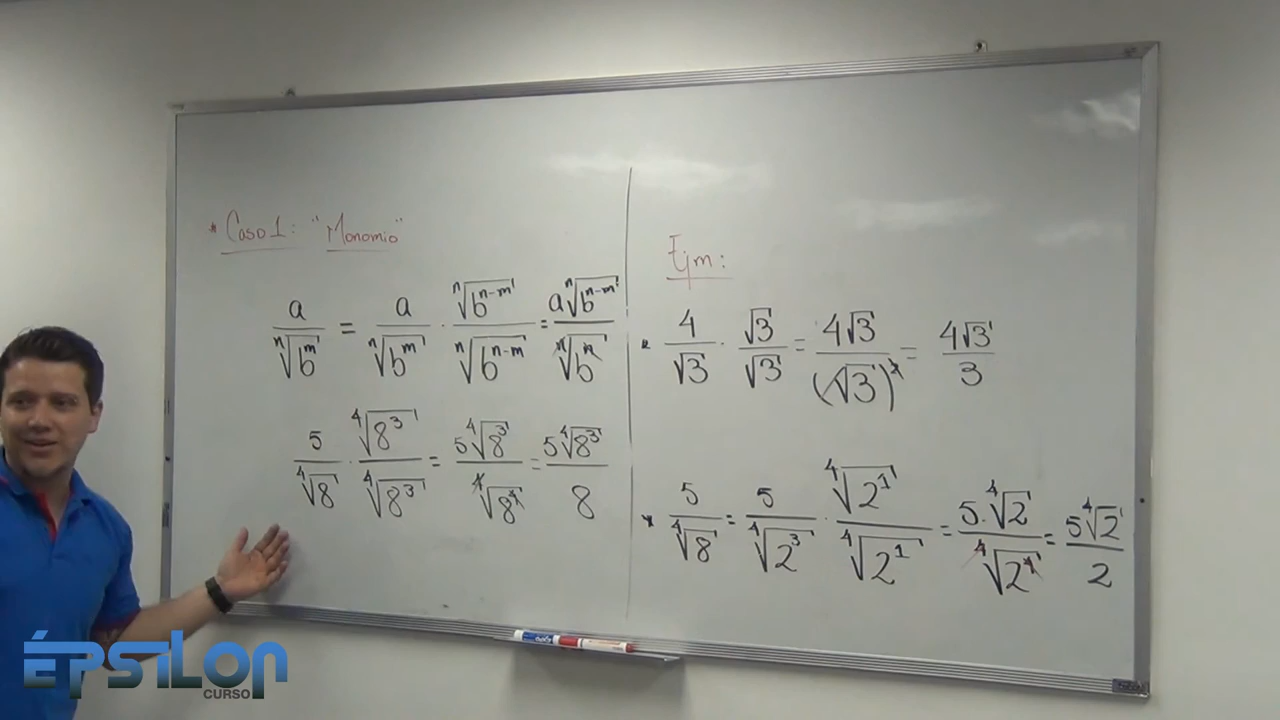 * Caso 1: "Monomio"
a/ⁿ√bᵐ = a/ⁿ√bᵐ · ⁿ√bⁿ⁻ᵐ/ⁿ√bⁿ⁻ᵐ = aⁿ√bⁿ⁻ᵐ/ⁿ√bⁿ
5/⁴√8 · ⁴√8³/⁴√8³ = 5⁴√8³/⁴√8⁴ = 5⁴√8³/8
Ejm:
* 4/√3 · √3/√3 = 4√3/(√3)² = 4√3/3
* 5/⁴√8 = 5/⁴√2³ · ⁴√2¹/⁴√2¹ = 5.⁴√2/⁴√2⁴ = 5⁴√2/2
ÉPSILON
CURSO